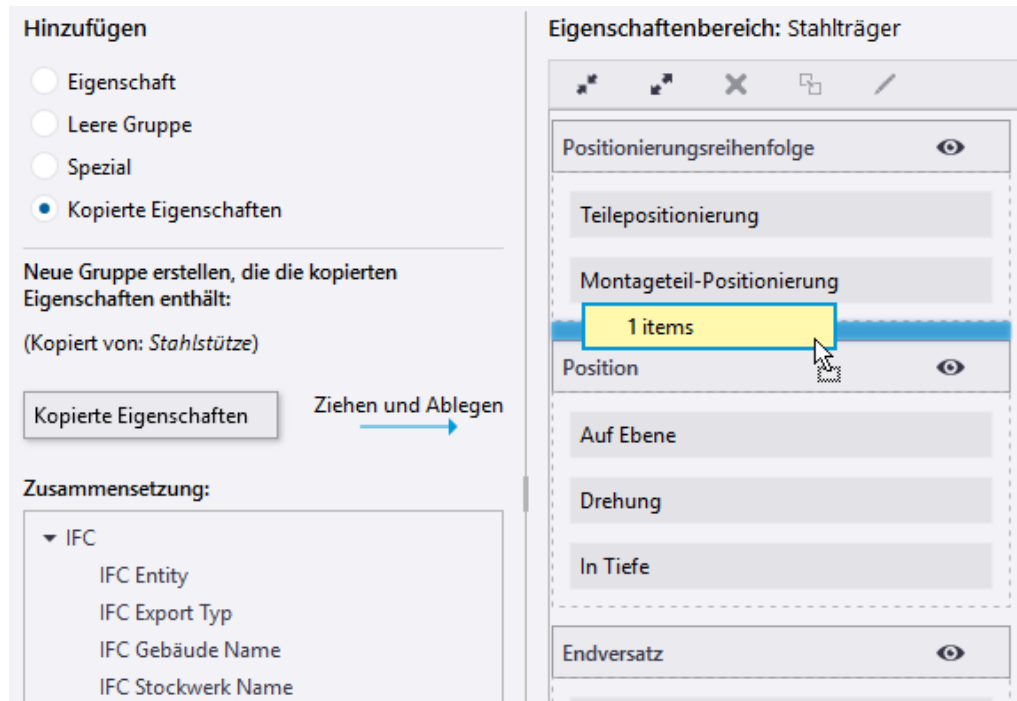 Hinzufügen
Eigenschaft
Leere Gruppe
Spezial
Kopierte Eigenschaften
Neue Gruppe erstellen, die die kopierten
Eigenschaften enthält:
(Kopiert von: Stahlstütze)
Kopierte Eigenschaften
Ziehen und Ablegen
Zusammensetzung:
IFC
IFC Entity
IFC Export Typ
IFC Gebäude Name
IFC Stockwerk Name
Eigenschaftenbereich: Stahlträger
Positionierungsreihenfolge
Teilepositionierung
Montageteil-Positionierung
1 items
Position
Auf Ebene
Drehung
In Tiefe
Endversatz